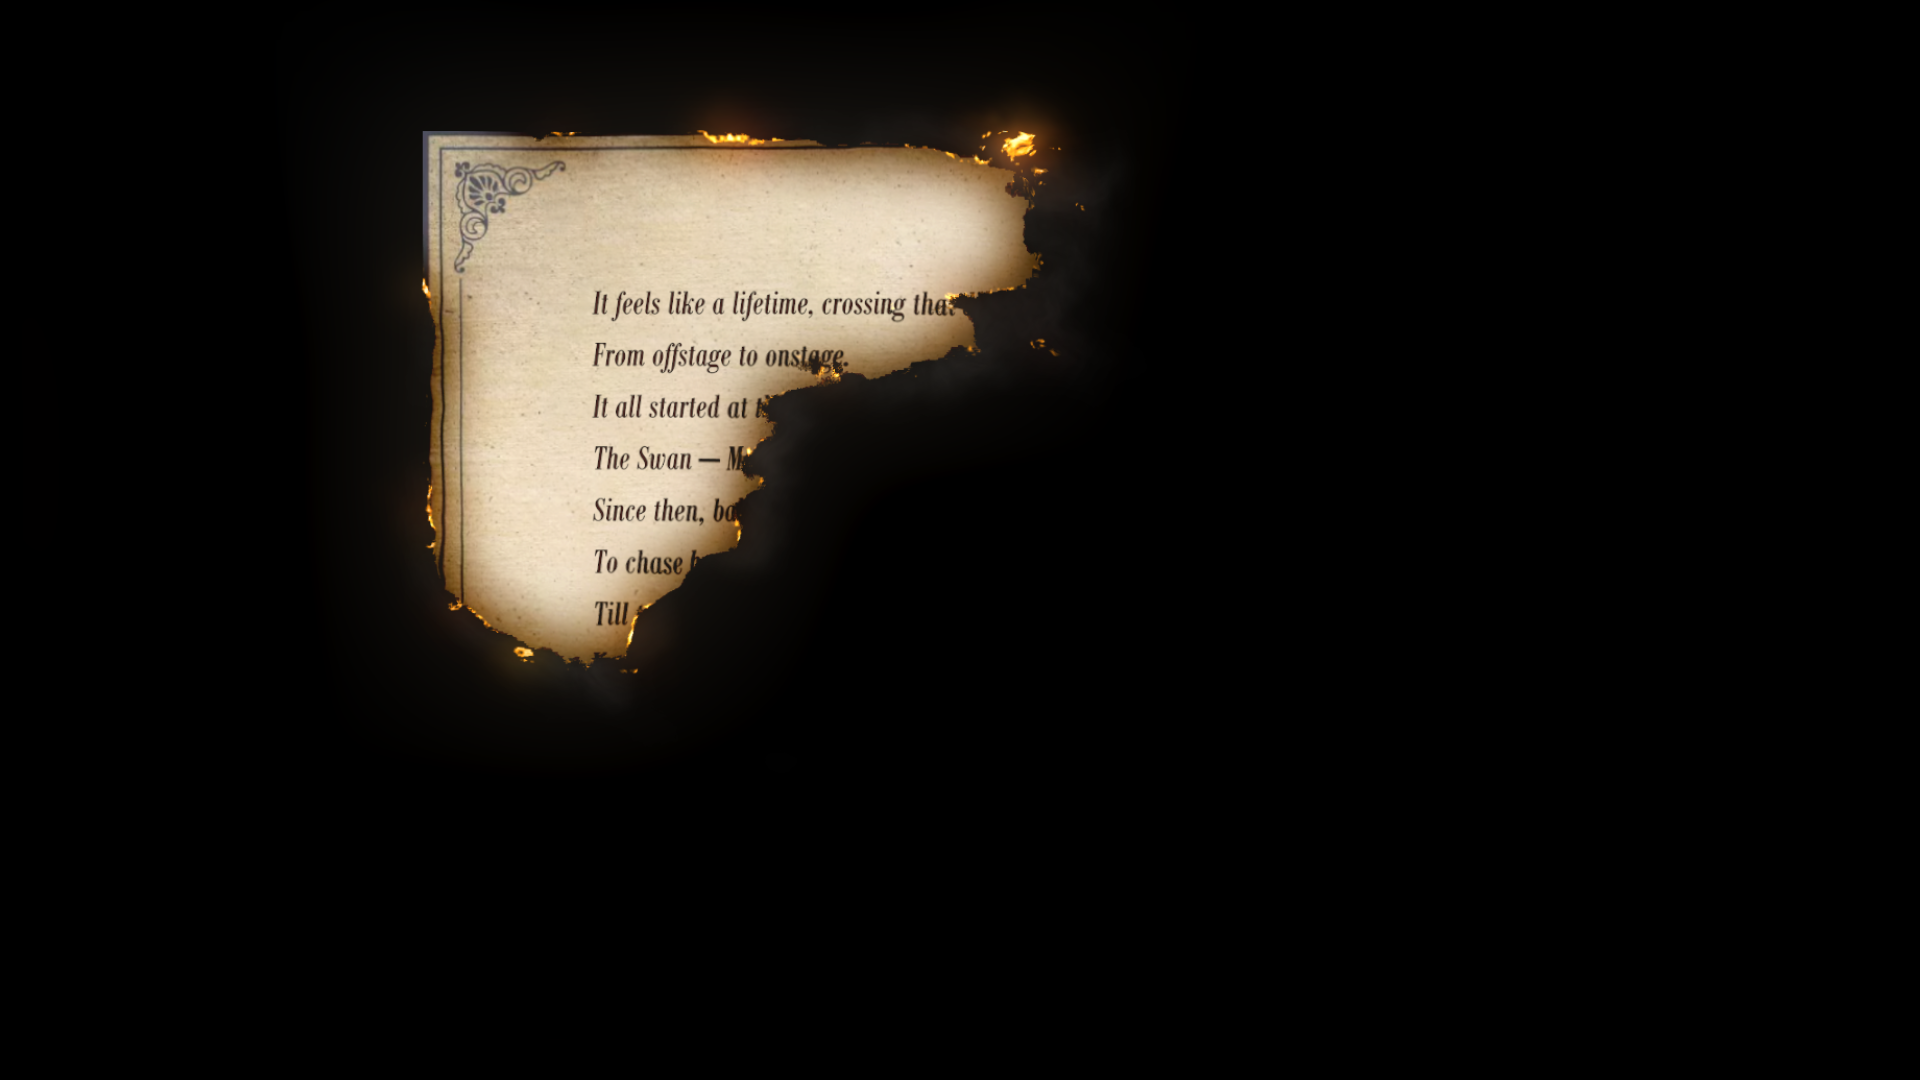 It feels like a lifetime, crossing that
From offstage to onstage.
It all started at
The Swan —
Since then,
To chase
Till